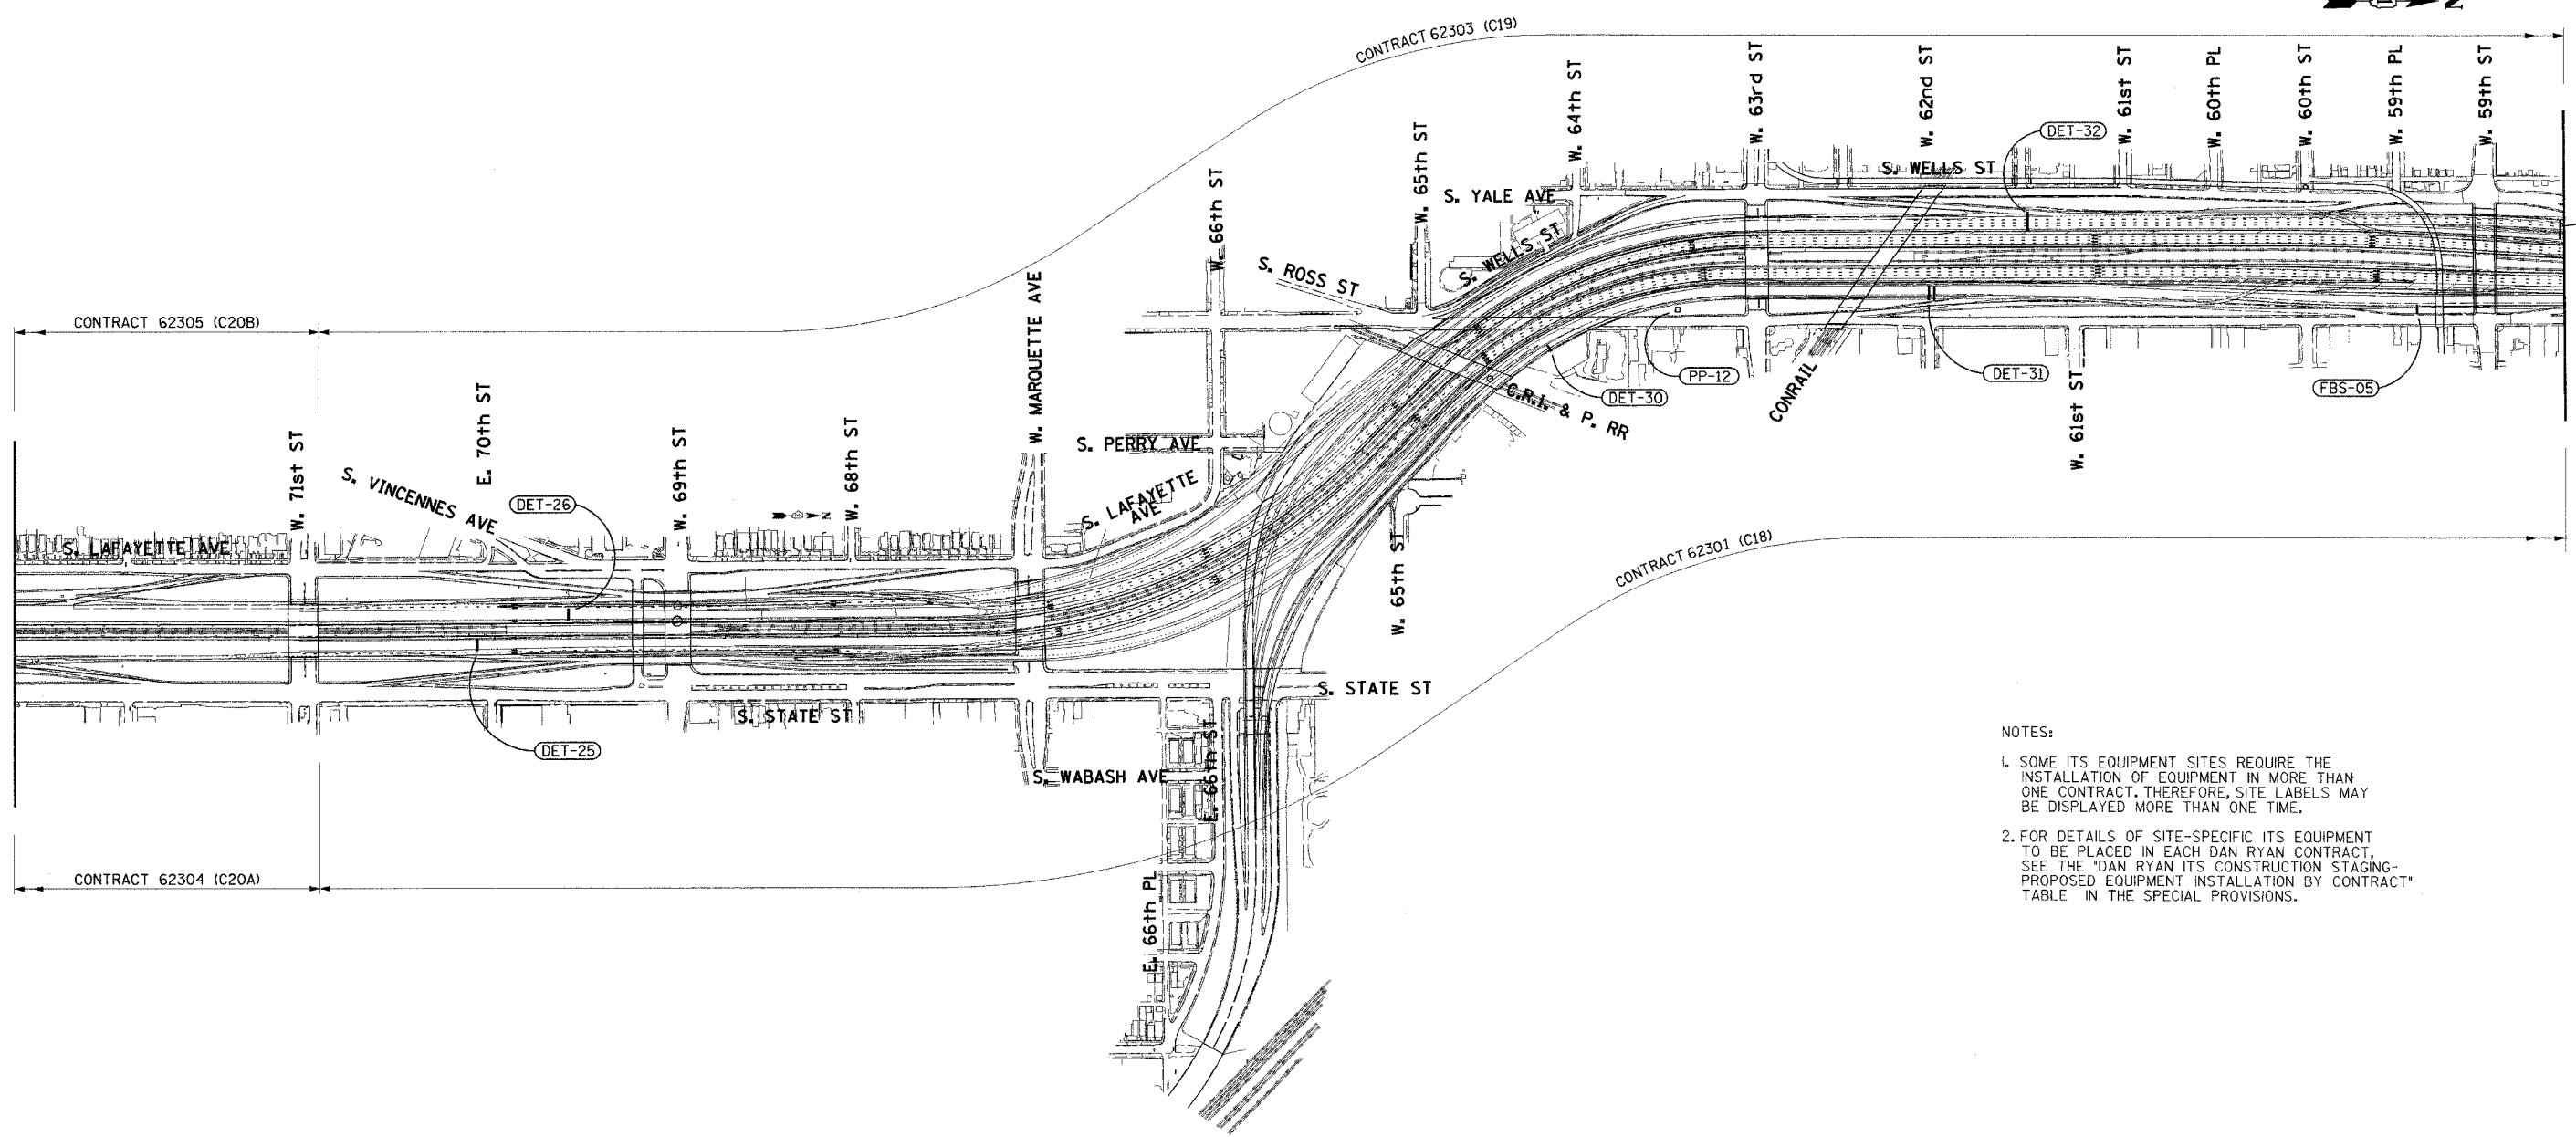 N
CONTRACT 62303 (C19)
W. 64th ST
W. 63rd ST
W. 62nd ST
W. 61st ST
W. 60th PL
W. 60th ST
W. 59th PL
W. 59th ST
DET-32
W. 65th ST
W. 66th ST
S. YALE AVE
S. WELLS ST
S. WELLS ST
S. ROSS ST
W. MARQUETTE AVE
CONTRACT 62305 (C20B)
PP-12
DET-31
DET-30
FBS-05
CONRAIL
C.R.I. & P. RR
W. 61st ST
E. 70th ST
W. 71st ST
S. VINCENNES AVE
DET-26
W. 69th ST
W. 68th ST
N
S. PERRY AVE
S. LAFAYETTE
AVE
S. LAFAYETTE AVE
W. 65th ST
CONTRACT 62301 (C18)
S. STATE ST
S. STATE ST
DET-25
S. WABASH AVE
E. 66th ST
E. 66th PL
CONTRACT 62304 (C20A)
NOTES:
1. SOME ITS EQUIPMENT SITES REQUIRE THE
INSTALLATION OF EQUIPMENT IN MORE THAN
ONE CONTRACT. THEREFORE, SITE LABELS MAY
BE DISPLAYED MORE THAN ONE TIME.
2. FOR DETAILS OF SITE-SPECIFIC ITS EQUIPMENT
TO BE PLACED IN EACH DAN RYAN CONTRACT,
SEE THE "DAN RYAN ITS CONSTRUCTION STAGING-
PROPOSED EQUIPMENT INSTALLATION BY CONTRACT"
TABLE IN THE SPECIAL PROVISIONS.